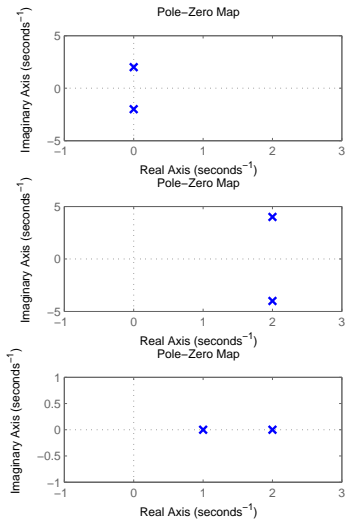 Pole−Zero Map
Imaginary Axis (seconds⁻¹)
5
0
−5
−1 0 1 2 3
Real Axis (seconds⁻¹)
Pole−Zero Map
Imaginary Axis (seconds⁻¹)
5
0
−5
−1 0 1 2 3
Real Axis (seconds⁻¹)
Pole−Zero Map
Imaginary Axis (seconds⁻¹)
1
0.5
0
−0.5
−1
−1 0 1 2 3
Real Axis (seconds⁻¹)